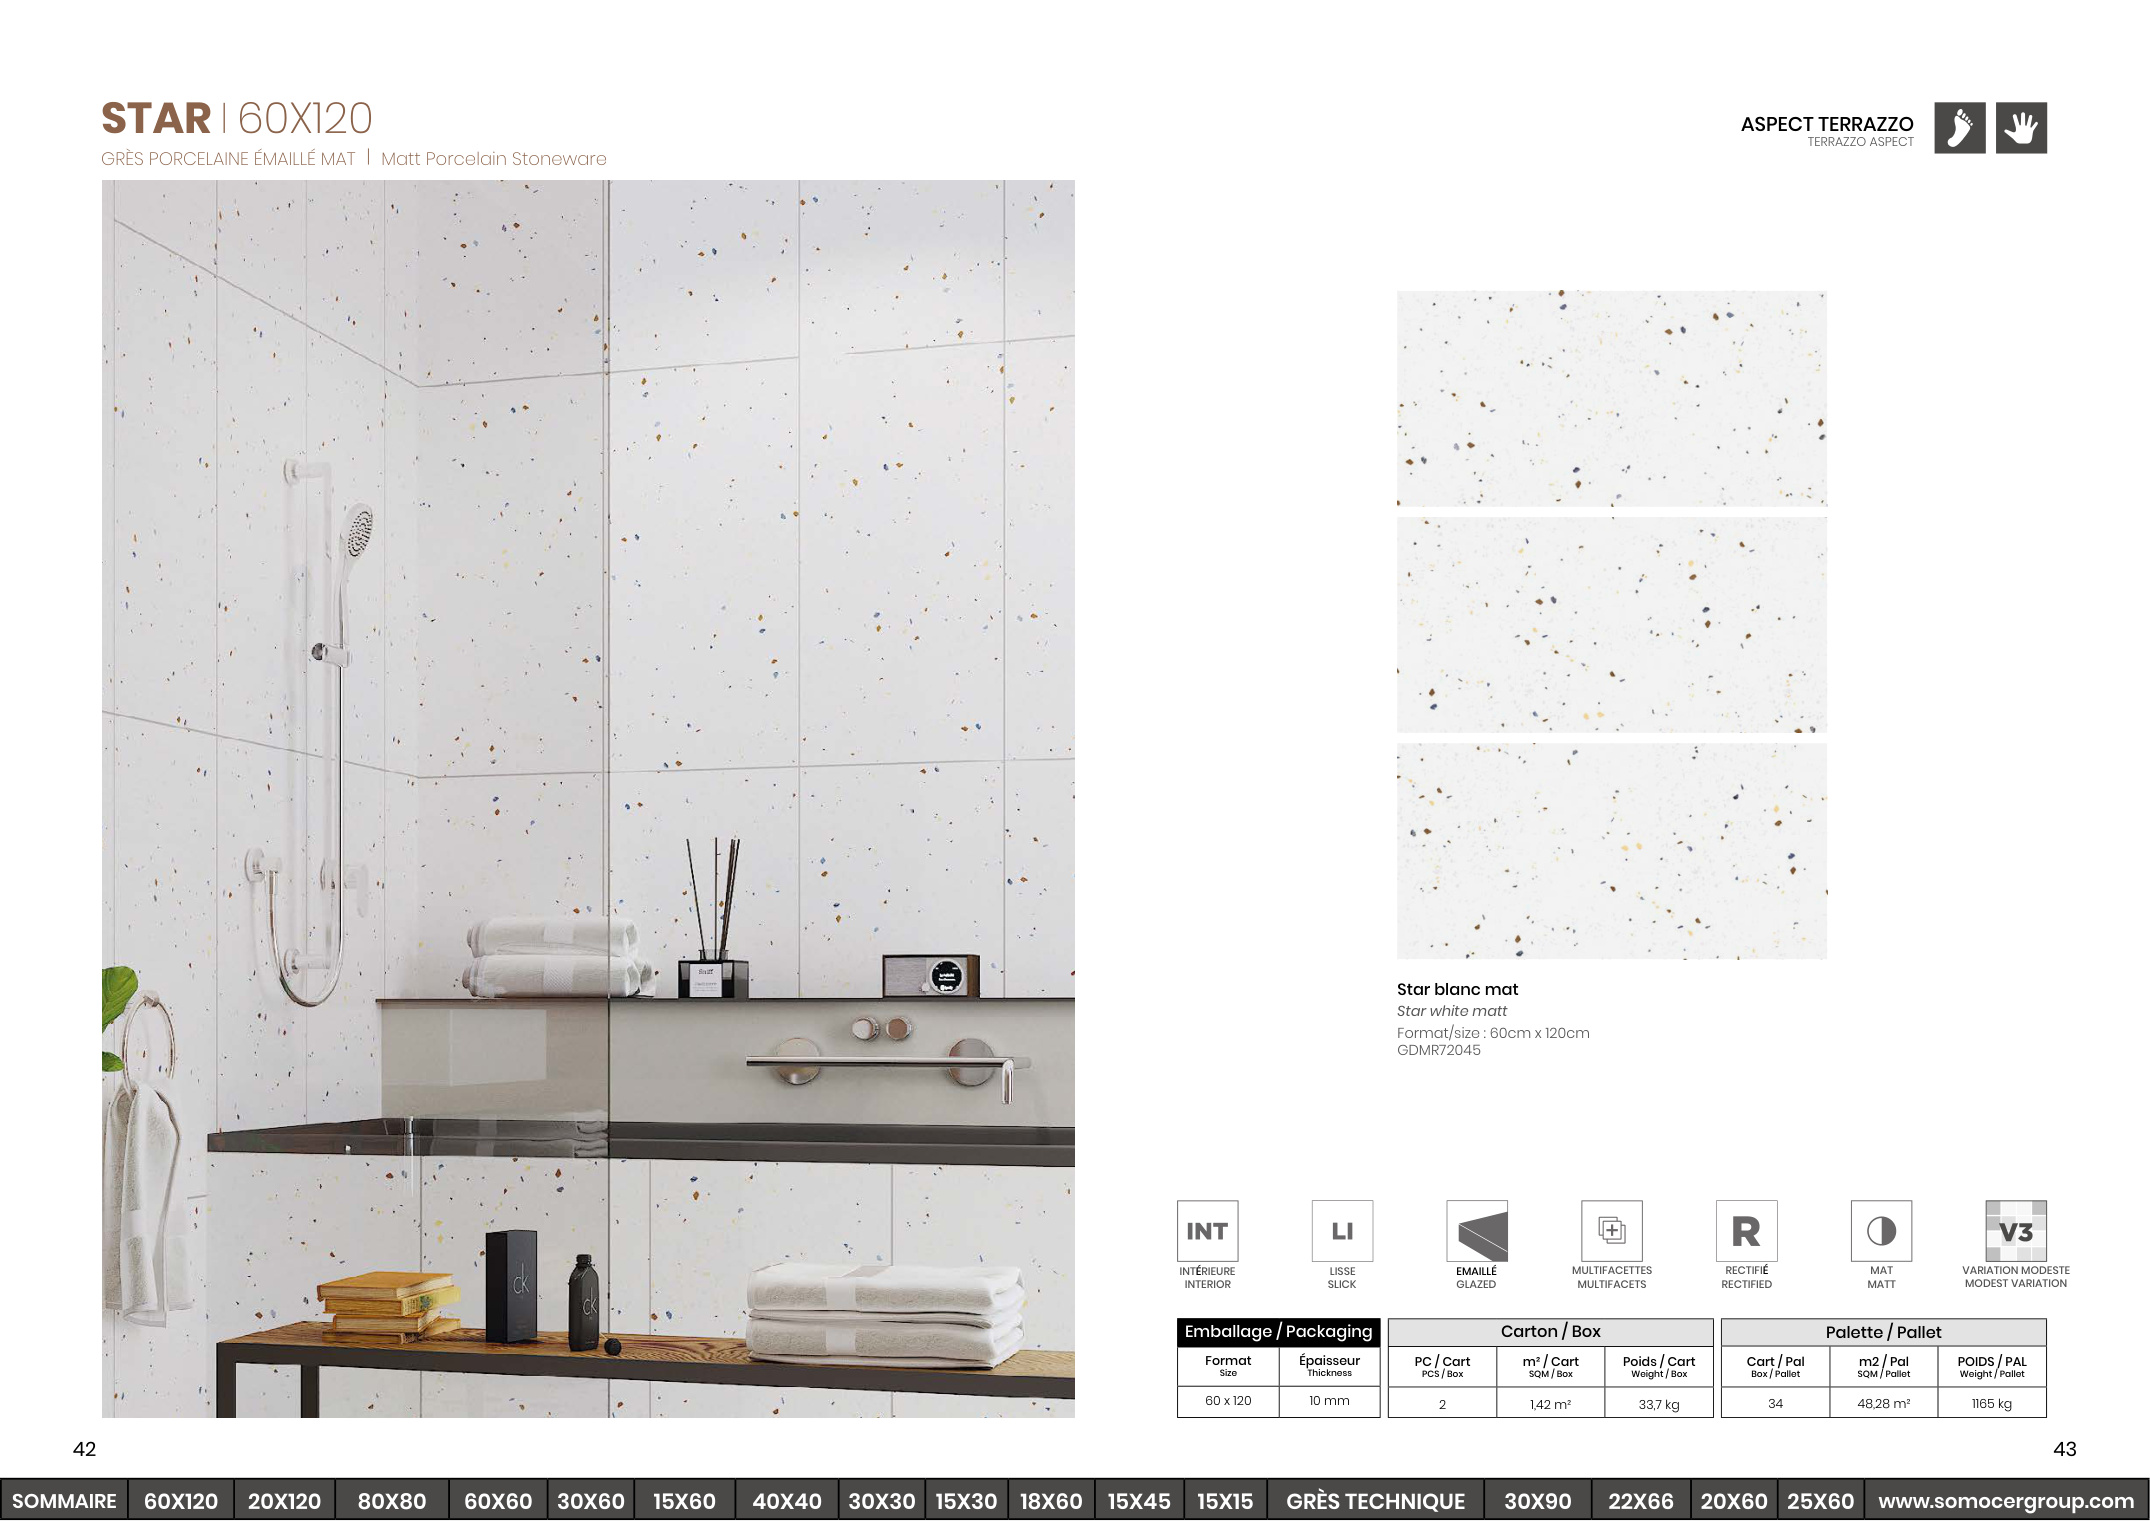 STAR | 60X120
GRÈS PORCELAINE ÉMAILLÉ MAT | Matt Porcelain Stoneware
ASPECT TERRAZZO
TERRAZZO ASPECT
Sniff
ck
ck
Star blanc mat
Star white matt
Format/size : 60cm x 120cm
GDMR72045
INT LI R V3
INTÉRIEURE LISSE EMAILLÉ MULTIFACETTES RECTIFIÉ MAT VARIATION MODESTE
INTERIOR SLICK GLAZED MULTIFACETS RECTIFIED MATT MODEST VARIATION
Emballage / Packaging Carton / Box Palette / Pallet
Format Épaisseur PC / Cart m² / Cart Poids / Cart Cart / Pal m2 / Pal POIDS / PAL
Size Thickness PCS / Box SQM / Box Weight / Box Box / Pallet SQM / Pallet Weight / Pallet
60 x 120 10 mm 2 1,42 m² 33,7 kg 34 48,28 m² 1165 kg
42 43
SOMMAIRE 60X120 20X120 80X80 60X60 30X60 15X60 40X40 30X30 15X30 18X60 15X45 15X15 GRÈS TECHNIQUE 30X90 22X66 20X60 25X60 www.somocergroup.com